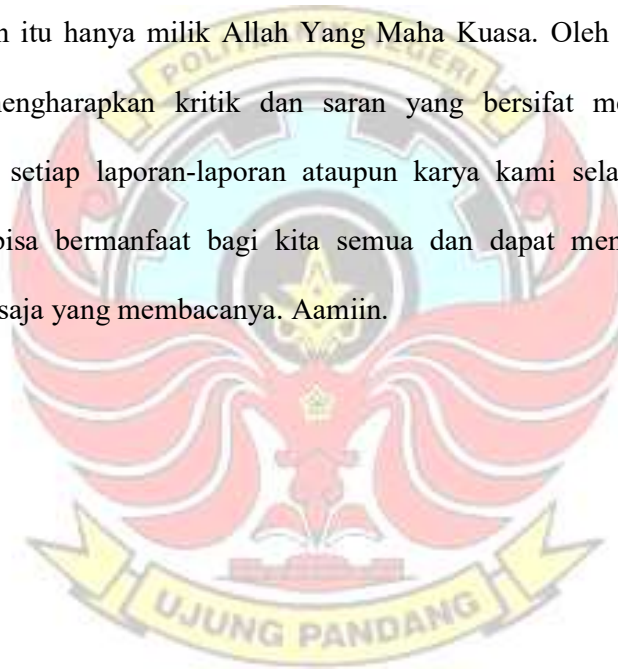 itu hanya milik Allah Yang Maha Kuasa. Oleh
NEGERI
kritik dan saran yang bersifat
setiap laporan-laporan ataupun karya kami
bermanfaat bagi kita semua dan dapat
saja yang membacanya. Aamiin.
UJUNG PANDANG